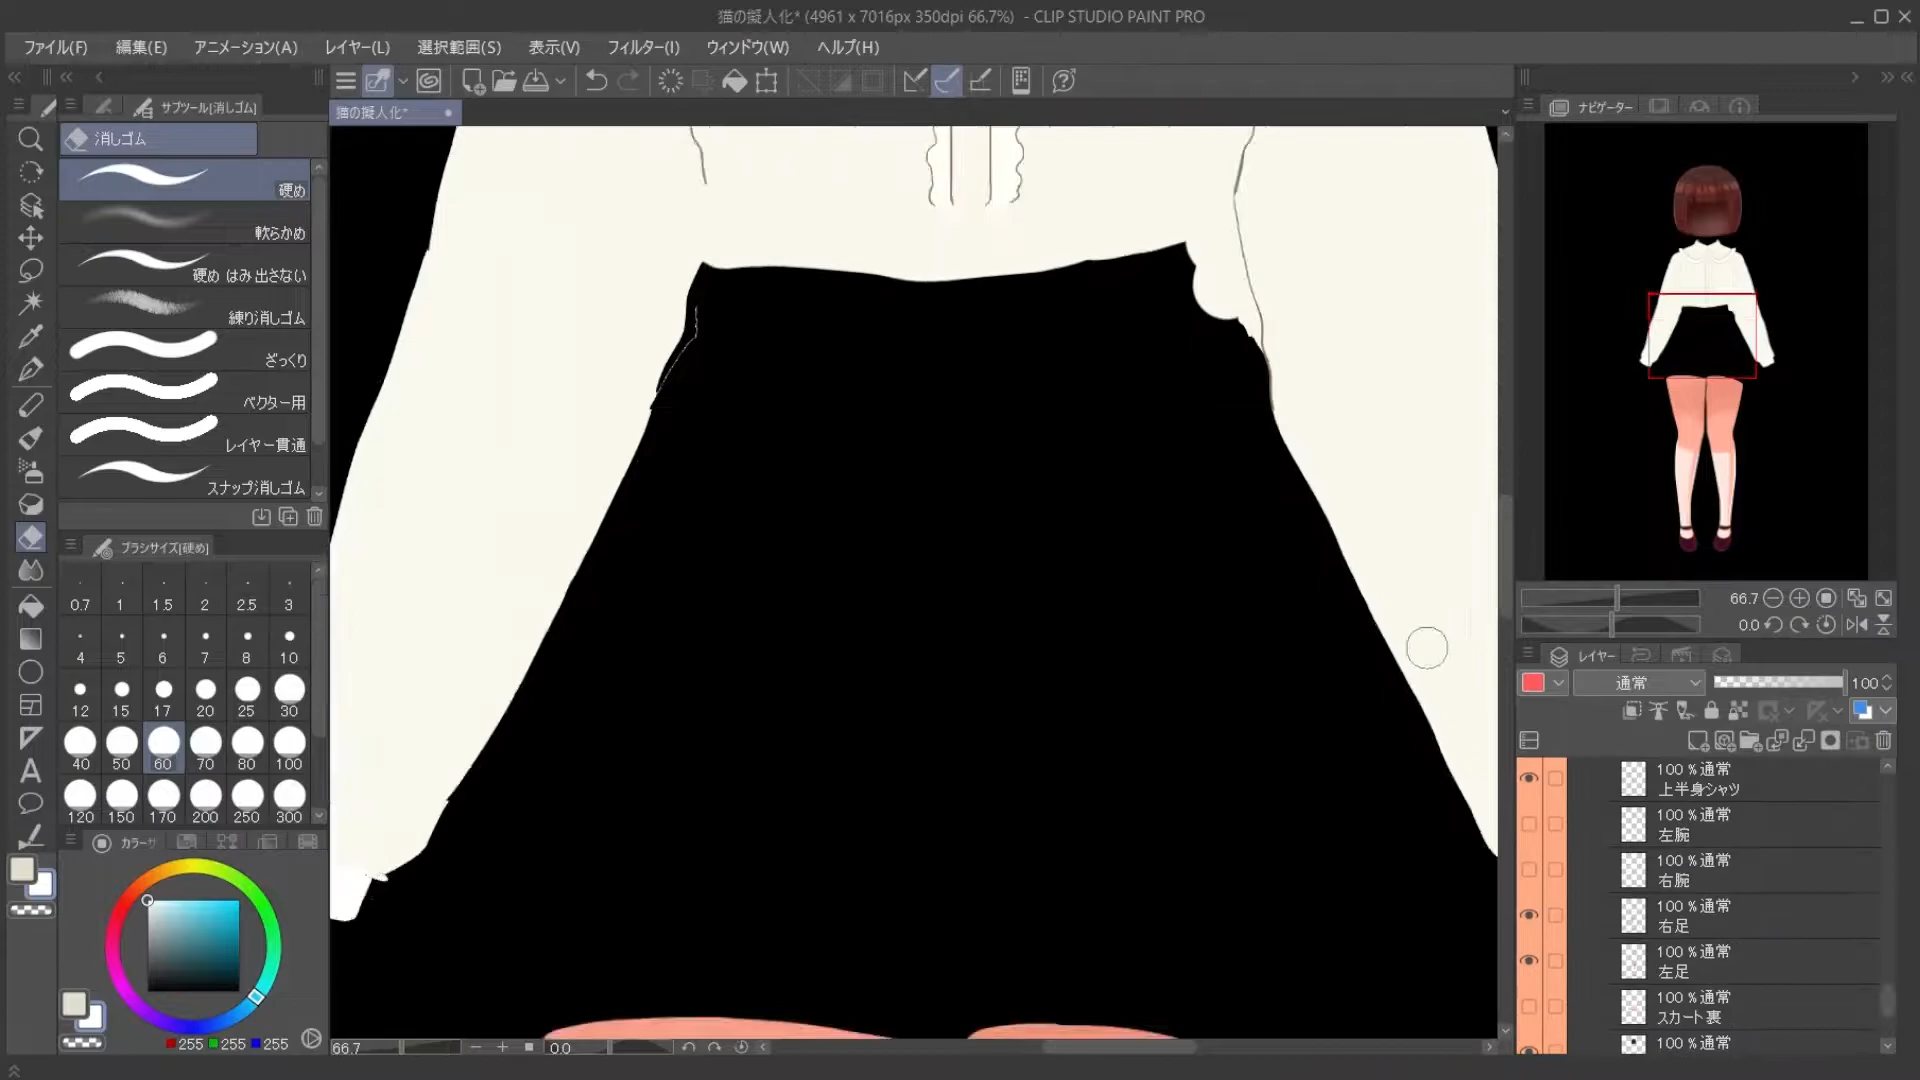 猫の擬人化* (4961 x 7016px 350dpi 66.7%) - CLIP STUDIO PAINT PRO
ファイル(F) 編集(E) アニメーション(A) レイヤー(L) 選択範囲(S) 表示(V) フィルター(I) ウィンドウ(W) ヘルプ(H)
サブツール[消しゴム]
消しゴム
硬め
軟らかめ
硬め はみ出さない
練り消しゴム
ざっくり
ベクター用
レイヤー貫通
スナップ消しゴム
ブラシサイズ[硬め]
0.7 1 1.5 2 2.5 3
4 5 6 7 8 10
12 15 17 20 25 30
40 50 60 70 80 100
120 150 170 200 250 300
カラーサ
255 255 255
猫の擬人化*
66.7 0.0
ナビゲーター
66.7
0.0
レイヤー
通常 100
100 %通常
上半身シャツ
100 %通常
左腕
100 %通常
右腕
100 %通常
右足
100 %通常
左足
100 %通常
スカート裏
100 %通常